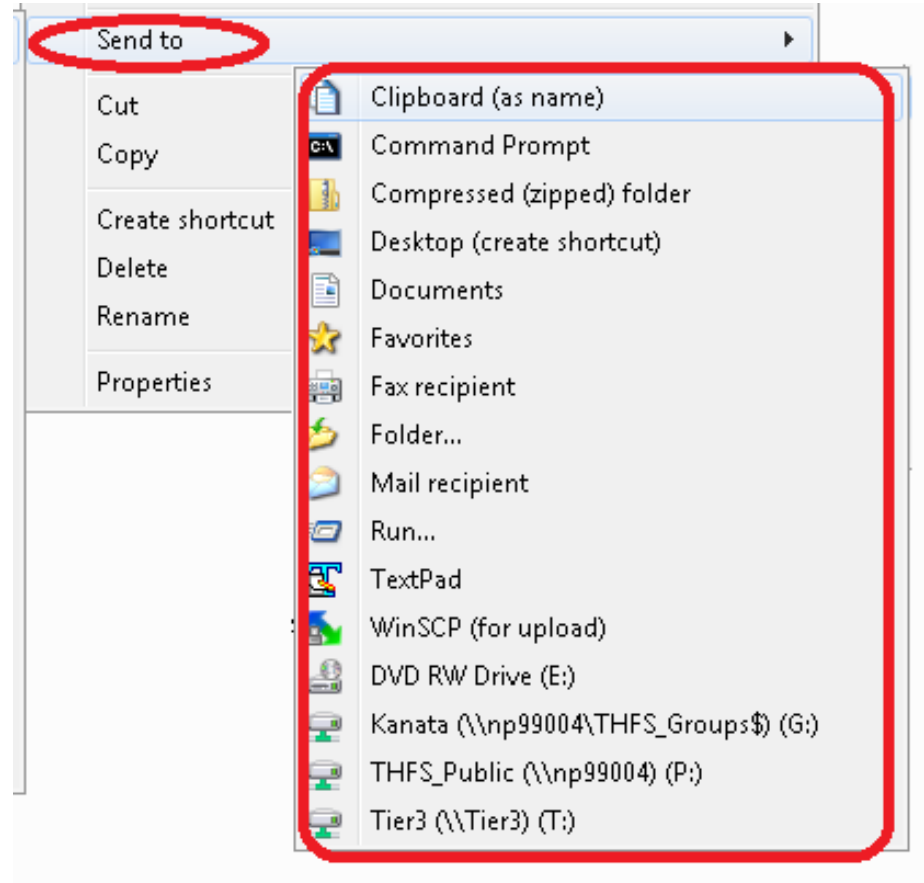 Send to
Cut
Copy
Create shortcut
Delete
Rename
Properties
Clipboard (as name)
Command Prompt
Compressed (zipped) folder
Desktop (create shortcut)
Documents
Favorites
Fax recipient
Folder...
Mail recipient
Run...
TextPad
WinSCP (for upload)
DVD RW Drive (E:)
Kanata (\\np99004\THFS_Groups$) (G:)
THFS_Public (\\np99004) (P:)
Tier3 (\\Tier3) (T:)